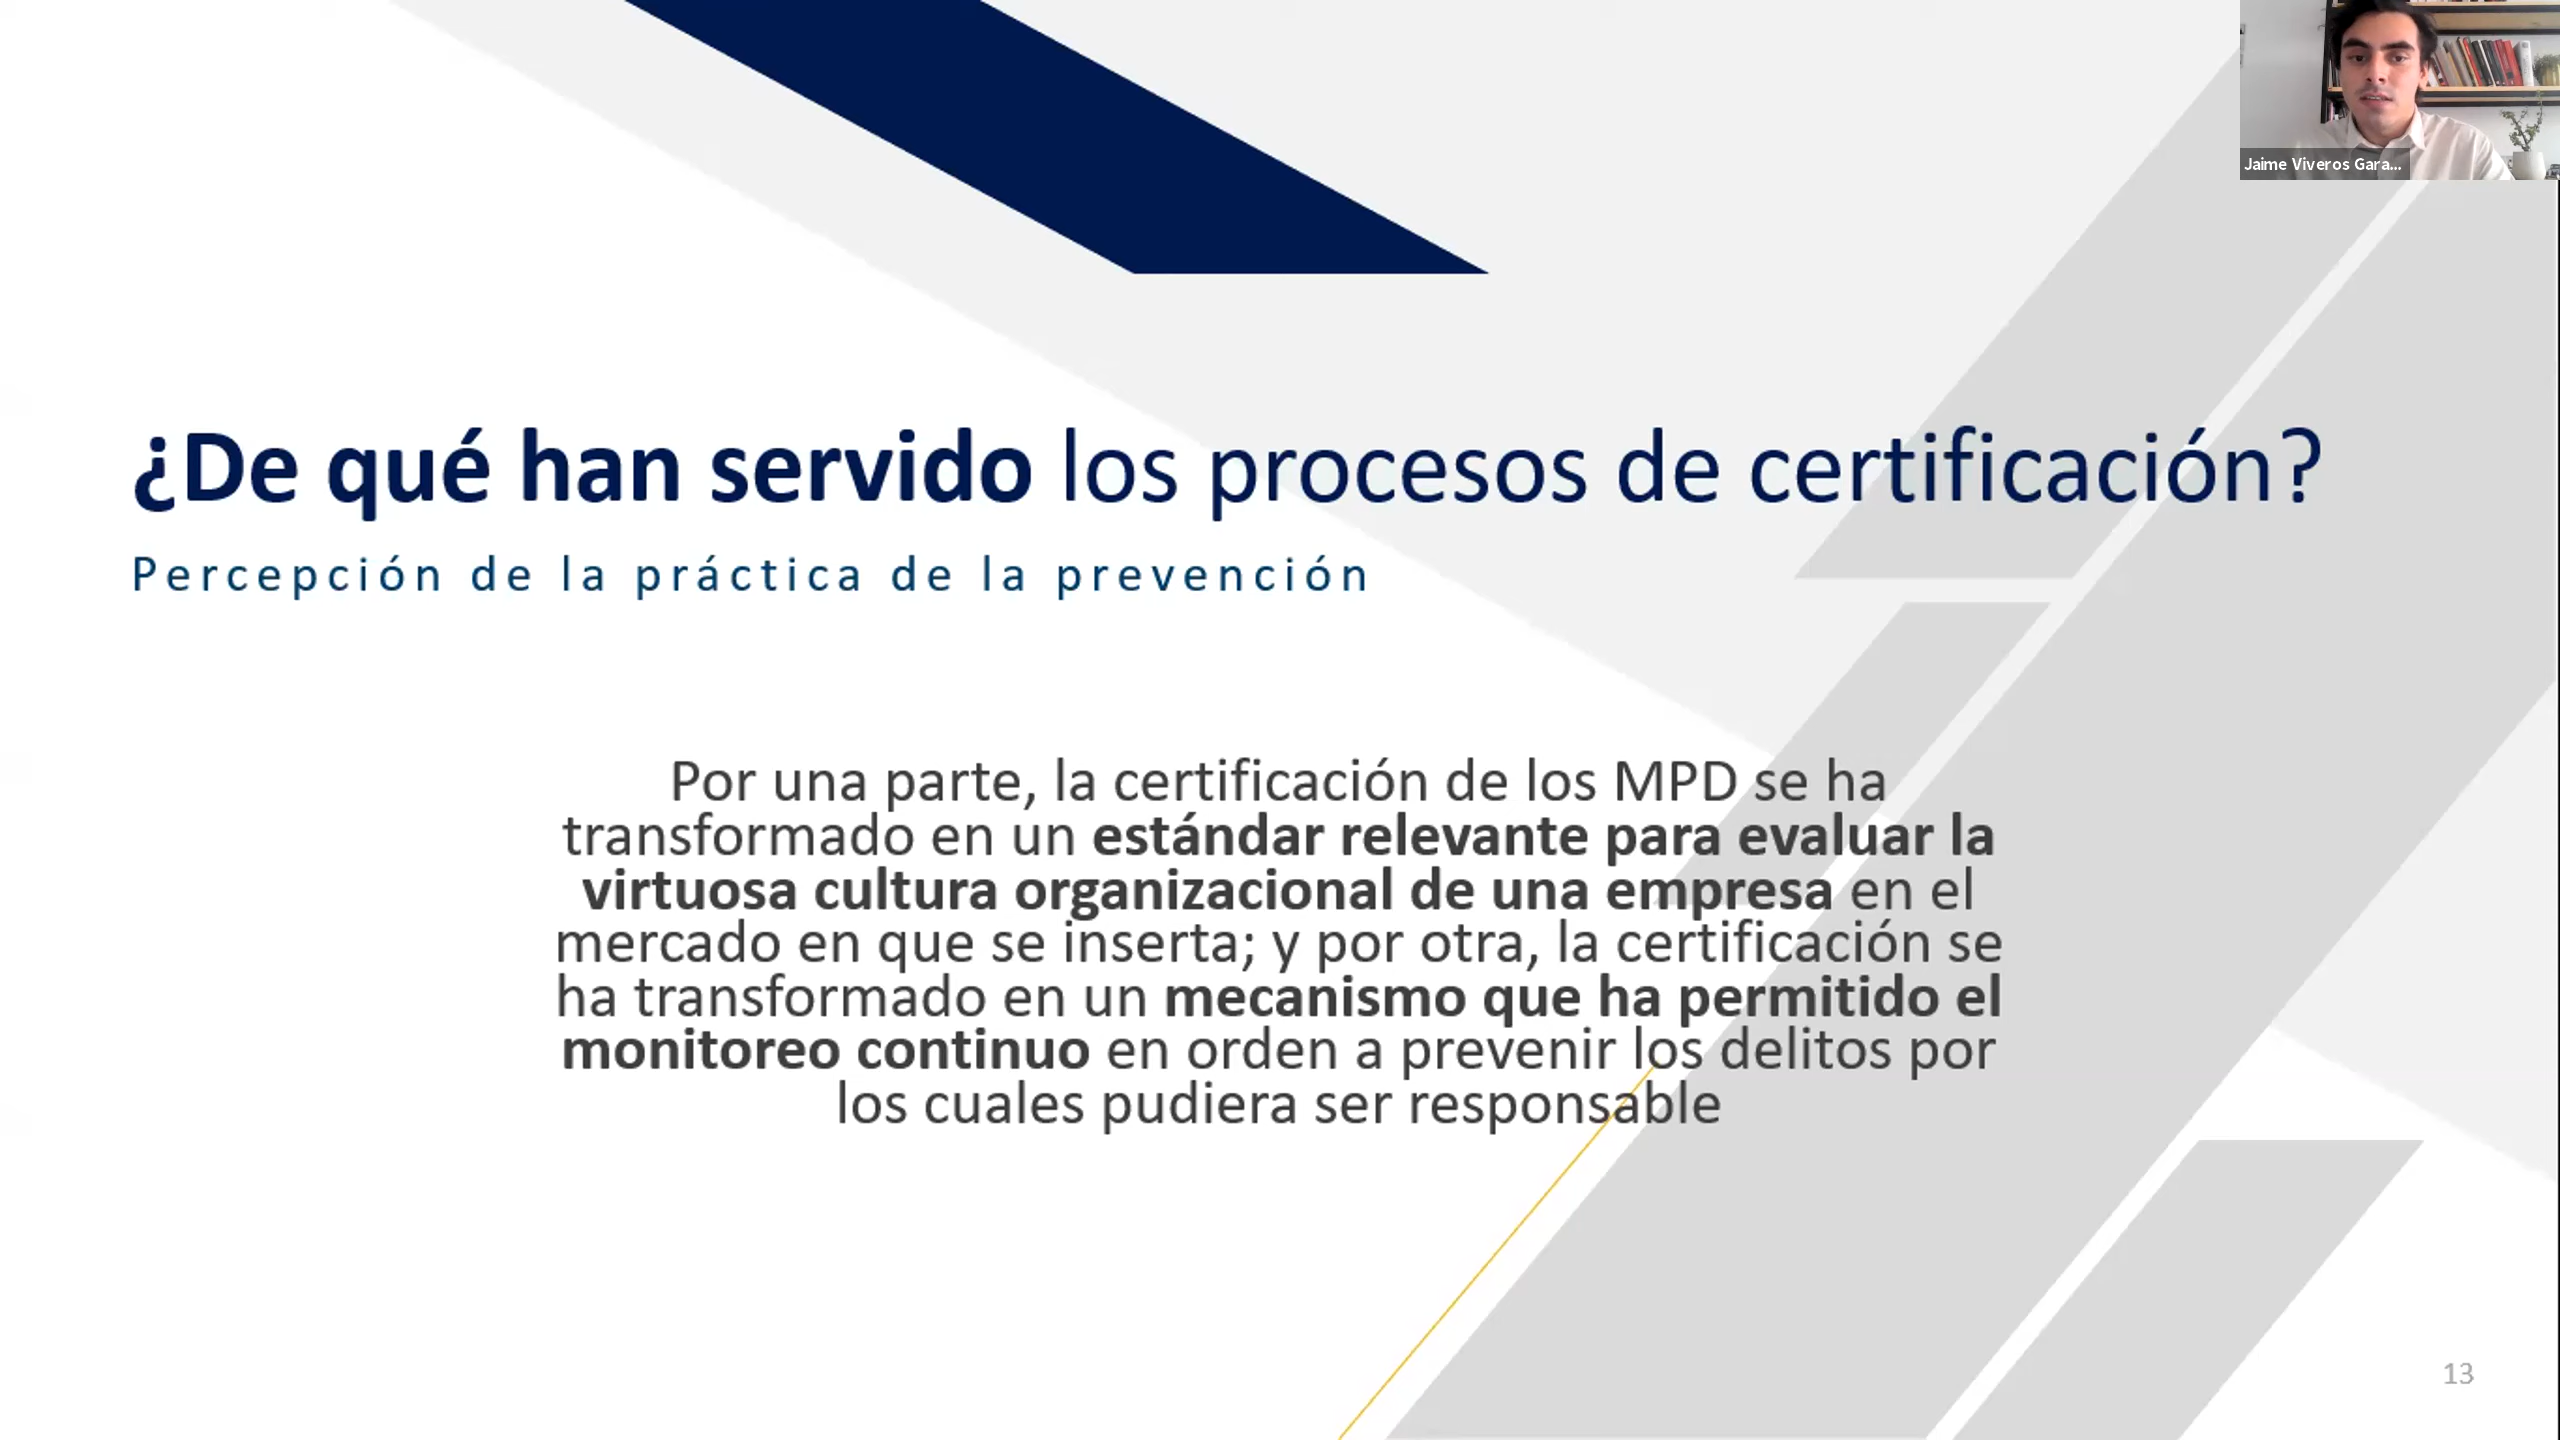 Jaime Viveros Gara...
¿De qué han servido los procesos de certificación?
Percepción de la práctica de la prevención
Por una parte, la certificación de los MPD se ha
transformado en un estándar relevante para evaluar la
virtuosa cultura organizacional de una empresa en el
mercado en que se inserta; y por otra, la certificación se
ha transformado en un mecanismo que ha permitido el
monitoreo continuo en orden a prevenir los delitos por
los cuales pudiera ser responsable
13